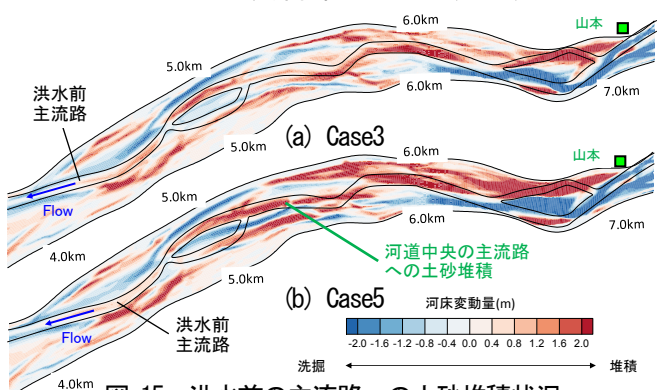 6.0km
山本
5.0km
洪水前
主流路
6.0km
7.0km
(a) Case3
5.0km
6.0km
山本
Flow
5.0km
6.0km
7.0km
4.0km
5.0km
河道中央の主流路
への土砂堆積
(b) Case5
河床変動量(m)
洪水前
主流路
Flow
-2.0 -1.6 -1.2 -0.8 -0.4 0.0 0.4 0.8 1.2 1.6 2.0
洗掘
堆積
4.0km